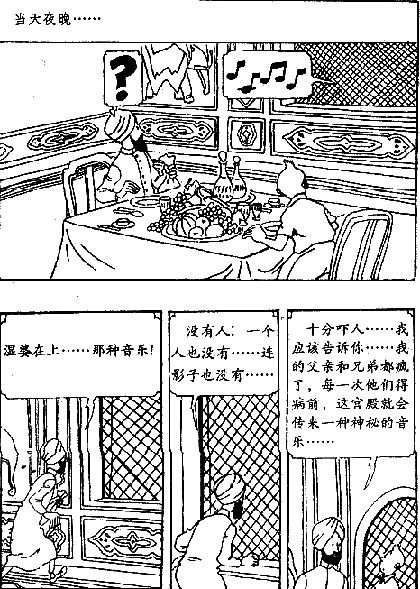 当天夜晚……
?
湿婆在上……那种音乐！
没有人：一个
人也没有……连
影子也没有……
十分吓人……我
应该告诉你……我
的父亲和兄弟都疯
了，每一次他们得
病前，这宫殿就会
传来一种神秘的音
乐……